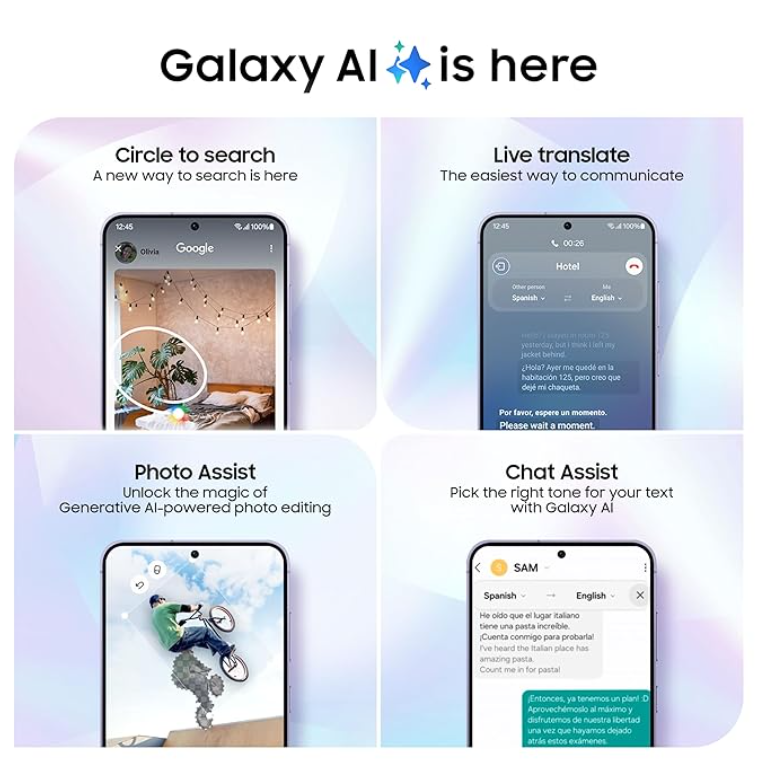 Galaxy AI is here
Circle to search
A new way to search is here
12:45
100%
Olivia
Google
Live translate
The easiest way to communicate
12:45
100%
00:26
Hotel
Other person
Me
Spanish
English
yesterday, but I think I left my
jacket behind.
¿Hola? Ayer me quedé en la
habitación 125, pero creo que
dejé mi chaqueta.
Por favor, espere un momento.
Please wait a moment.
Photo Assist
Unlock the magic of
Generative AI-powered photo editing
Chat Assist
Pick the right tone for your text
with Galaxy AI
SAM
Spanish → English
He oído que el lugar italiano
tiene una pasta increíble.
¡Cuenta conmigo para probarla!
I've heard the Italian place has
amazing pasta.
Count me in for pasta!
¡Entonces, ya tenemos un plan! :D
Aprovechémoslo al máximo y
disfrutemos de nuestra libertad
una vez que hayamos dejado
atrás estos exámenes.